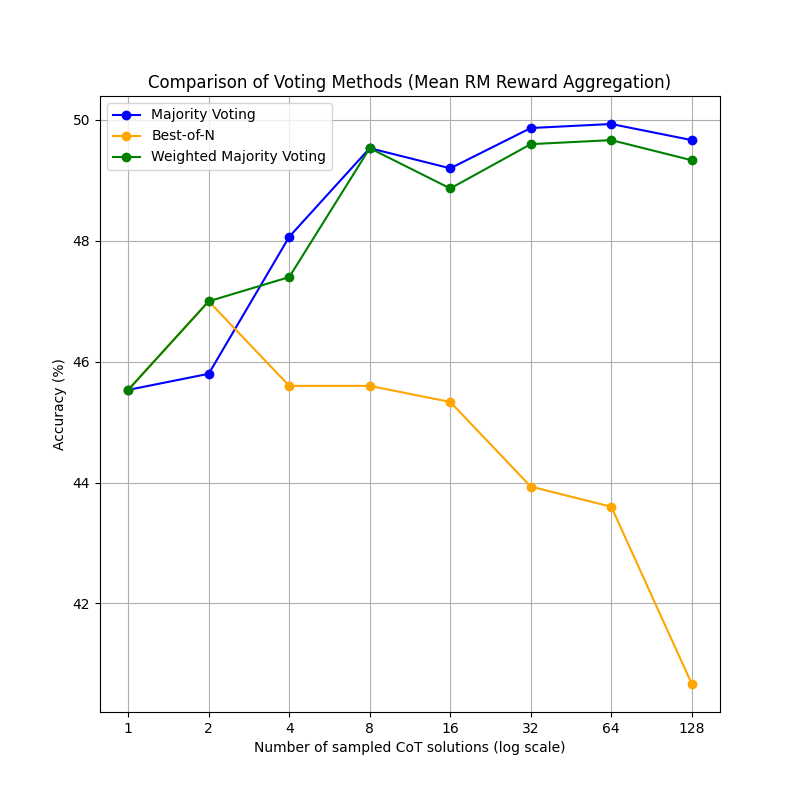 Comparison of Voting Methods (Mean RM Reward Aggregation)
Majority Voting
Best-of-N
Weighted Majority Voting
50
48
46
44
42
Accuracy (%)
1 2 4 8 16 32 64 128
Number of sampled CoT solutions (log scale)